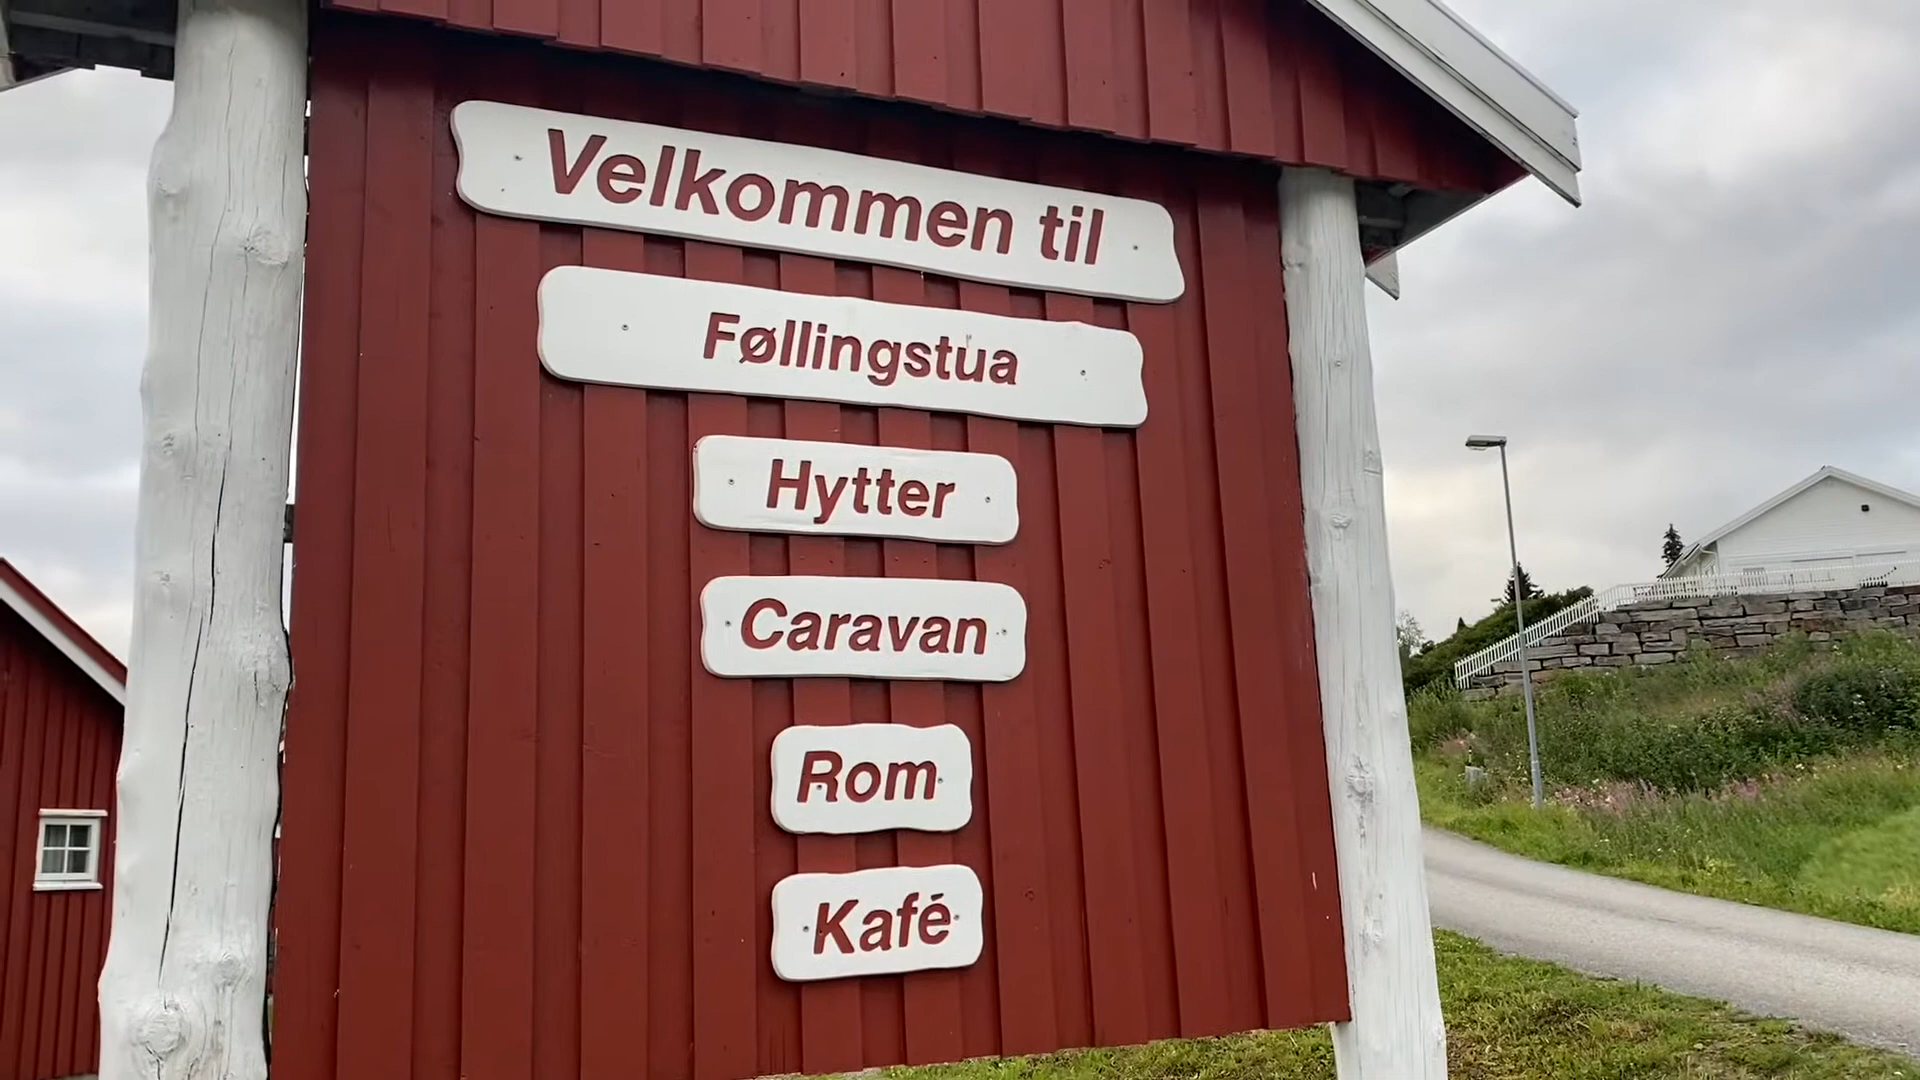 Velkommen til
Føllingstua
Hytter
Caravan
Rom
Kafé